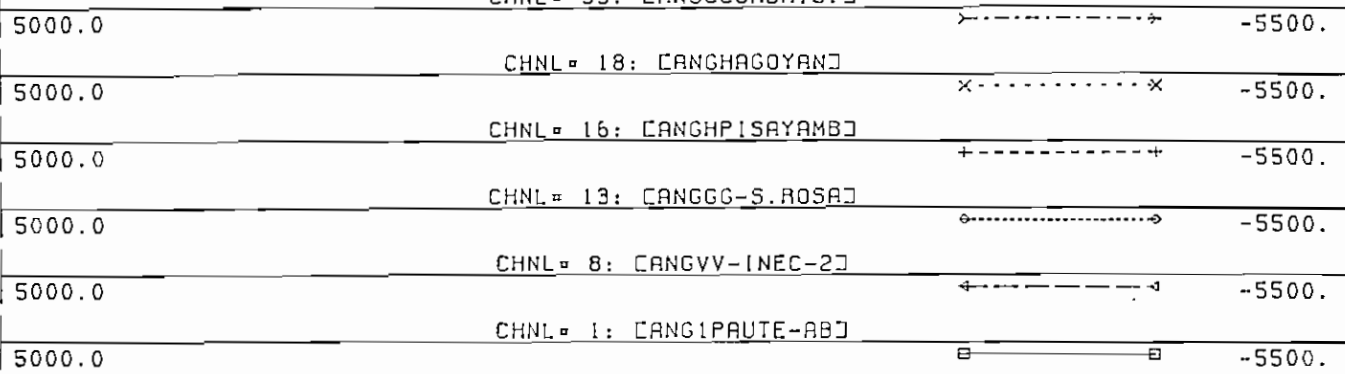 5000.0 -5500.
CHNL# 18: [ANGHAGOYAN]
5000.0 -5500.
CHNL# 16: [ANGHPISAYAMB]
5000.0 -5500.
CHNL# 13: [ANGGG-S.ROSA]
5000.0 -5500.
CHNL# 8: [ANGVV-INEC-2]
5000.0 -5500.
CHNL# 1: [ANG1PAUTE-AB]
5000.0 -5500.